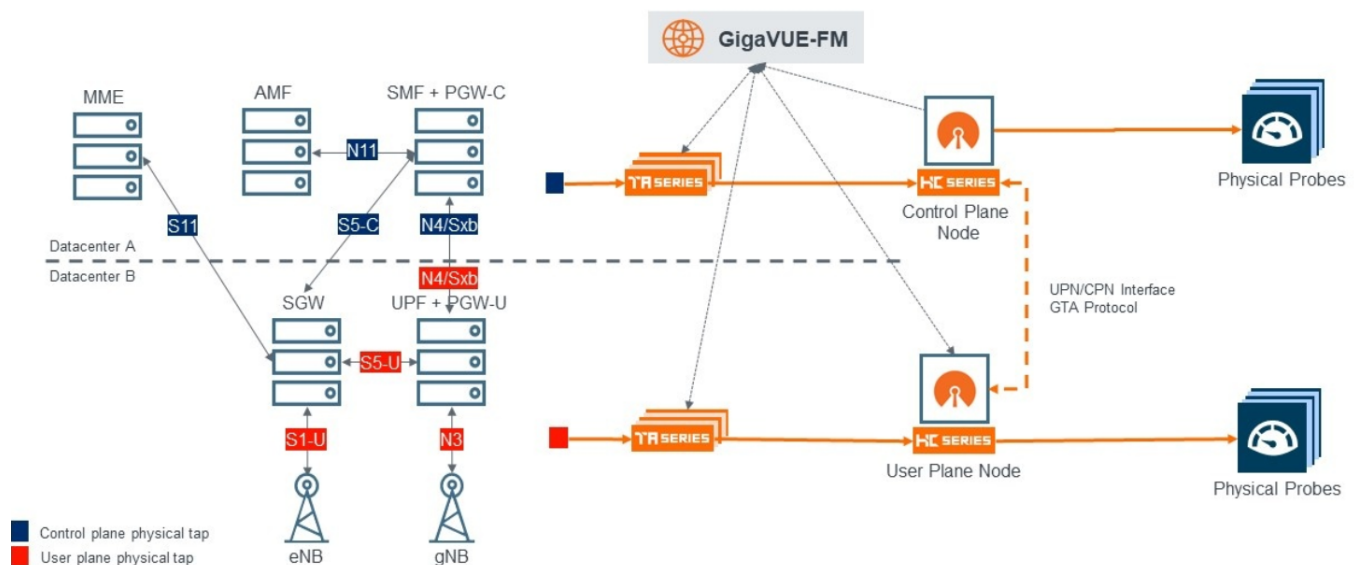 GigaVUE-FM
MME
AMF
SMF + PGW-C
N11
S11
S5-C
N4/Sxb
Datacenter A
Datacenter B
N4/Sxb
SGW
UPF + PGW-U
S5-U
S1-U
N3
eNB
gNB
Control plane physical tap
User plane physical tap
TA SERIES
HC SERIES
Control Plane
Node
Physical Probes
UPN/CPN Interface
GTA Protocol
TA SERIES
HC SERIES
User Plane Node
Physical Probes